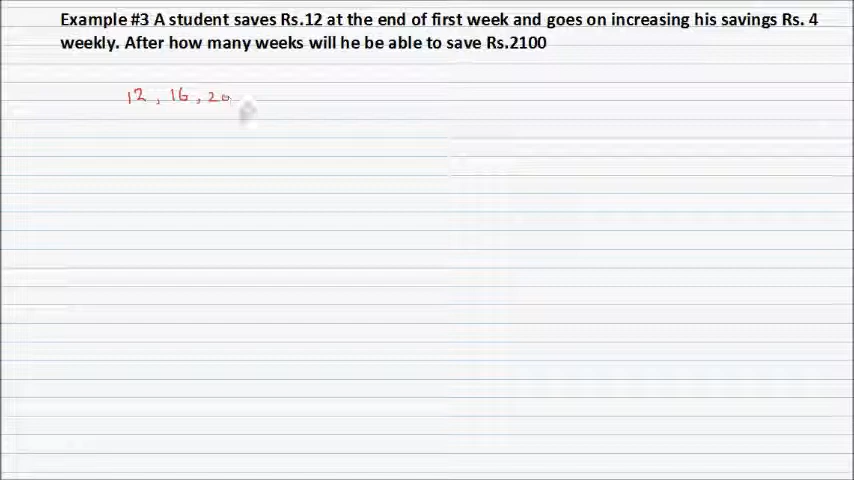 Example #3 A student saves Rs.12 at the end of first week and goes on increasing his savings Rs. 4
weekly. After how many weeks will he be able to save Rs.2100
12, 16, 20